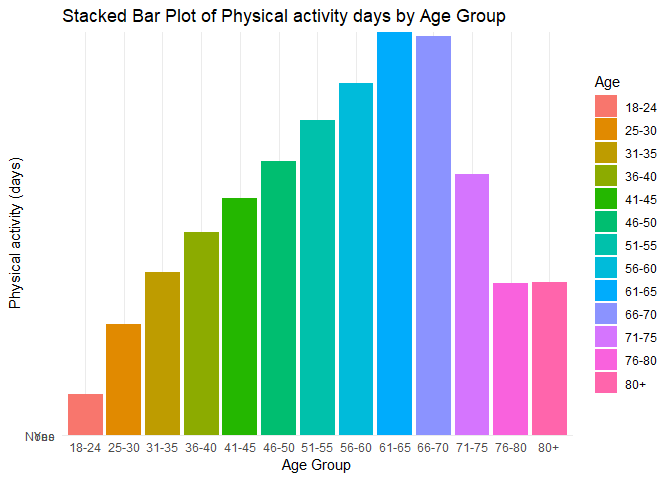 Stacked Bar Plot of Physical activity days by Age Group
Physical activity (days)
18-24 25-30 31-35 36-40 41-45 46-50 51-55 56-60 61-65 66-70 71-75 76-80 80+
Age Group
Age
18-24
25-30
31-35
36-40
41-45
46-50
51-55
56-60
61-65
66-70
71-75
76-80
80+